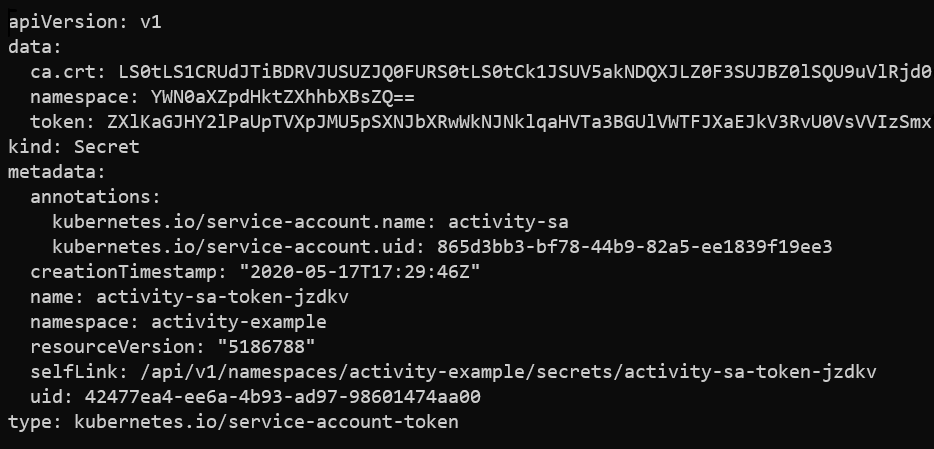 apiVersion: v1
data:
  ca.crt: LS0tLS1CRUdJTiBDRVJUSUZJQ0FURS0tLS0tCk1JSUV5akNDQXJLZ0F3SUJBZ0lSQU9uVlRjd0
  namespace: YWN0aXZpdHktZXhhbXBsZQ==
  token: ZXlKaGJHY2lPaUpTVXpJMU5pSXNJbXRwWkNJNklqaHVTa3BGUlVWTFJXaEJkV3RvU0VsVVIzSmx
kind: Secret
metadata:
  annotations:
    kubernetes.io/service-account.name: activity-sa
    kubernetes.io/service-account.uid: 865d3bb3-bf78-44b9-82a5-ee1839f19ee3
  creationTimestamp: "2020-05-17T17:29:46Z"
  name: activity-sa-token-jzdkv
  namespace: activity-example
  resourceVersion: "5186788"
  selfLink: /api/v1/namespaces/activity-example/secrets/activity-sa-token-jzdkv
  uid: 42477ea4-ee6a-4b93-ad97-98601474aa00
type: kubernetes.io/service-account-token